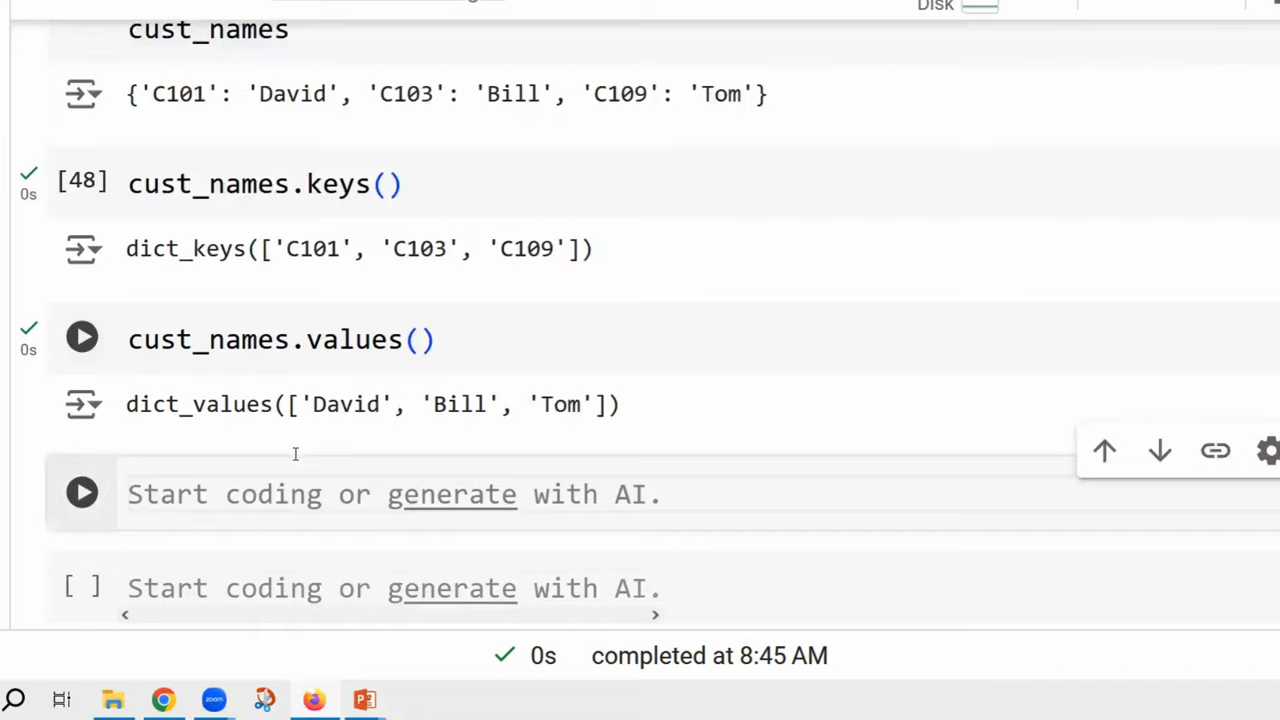 Disk
cust_names
{'C101': 'David', 'C103': 'Bill', 'C109': 'Tom'}
0s
[48] cust_names.keys()
dict_keys(['C101', 'C103', 'C109'])
0s
cust_names.values()
dict_values(['David', 'Bill', 'Tom'])
Start coding or generate with AI.
[ ] Start coding or generate with AI.
0s completed at 8:45 AM
zoom
P